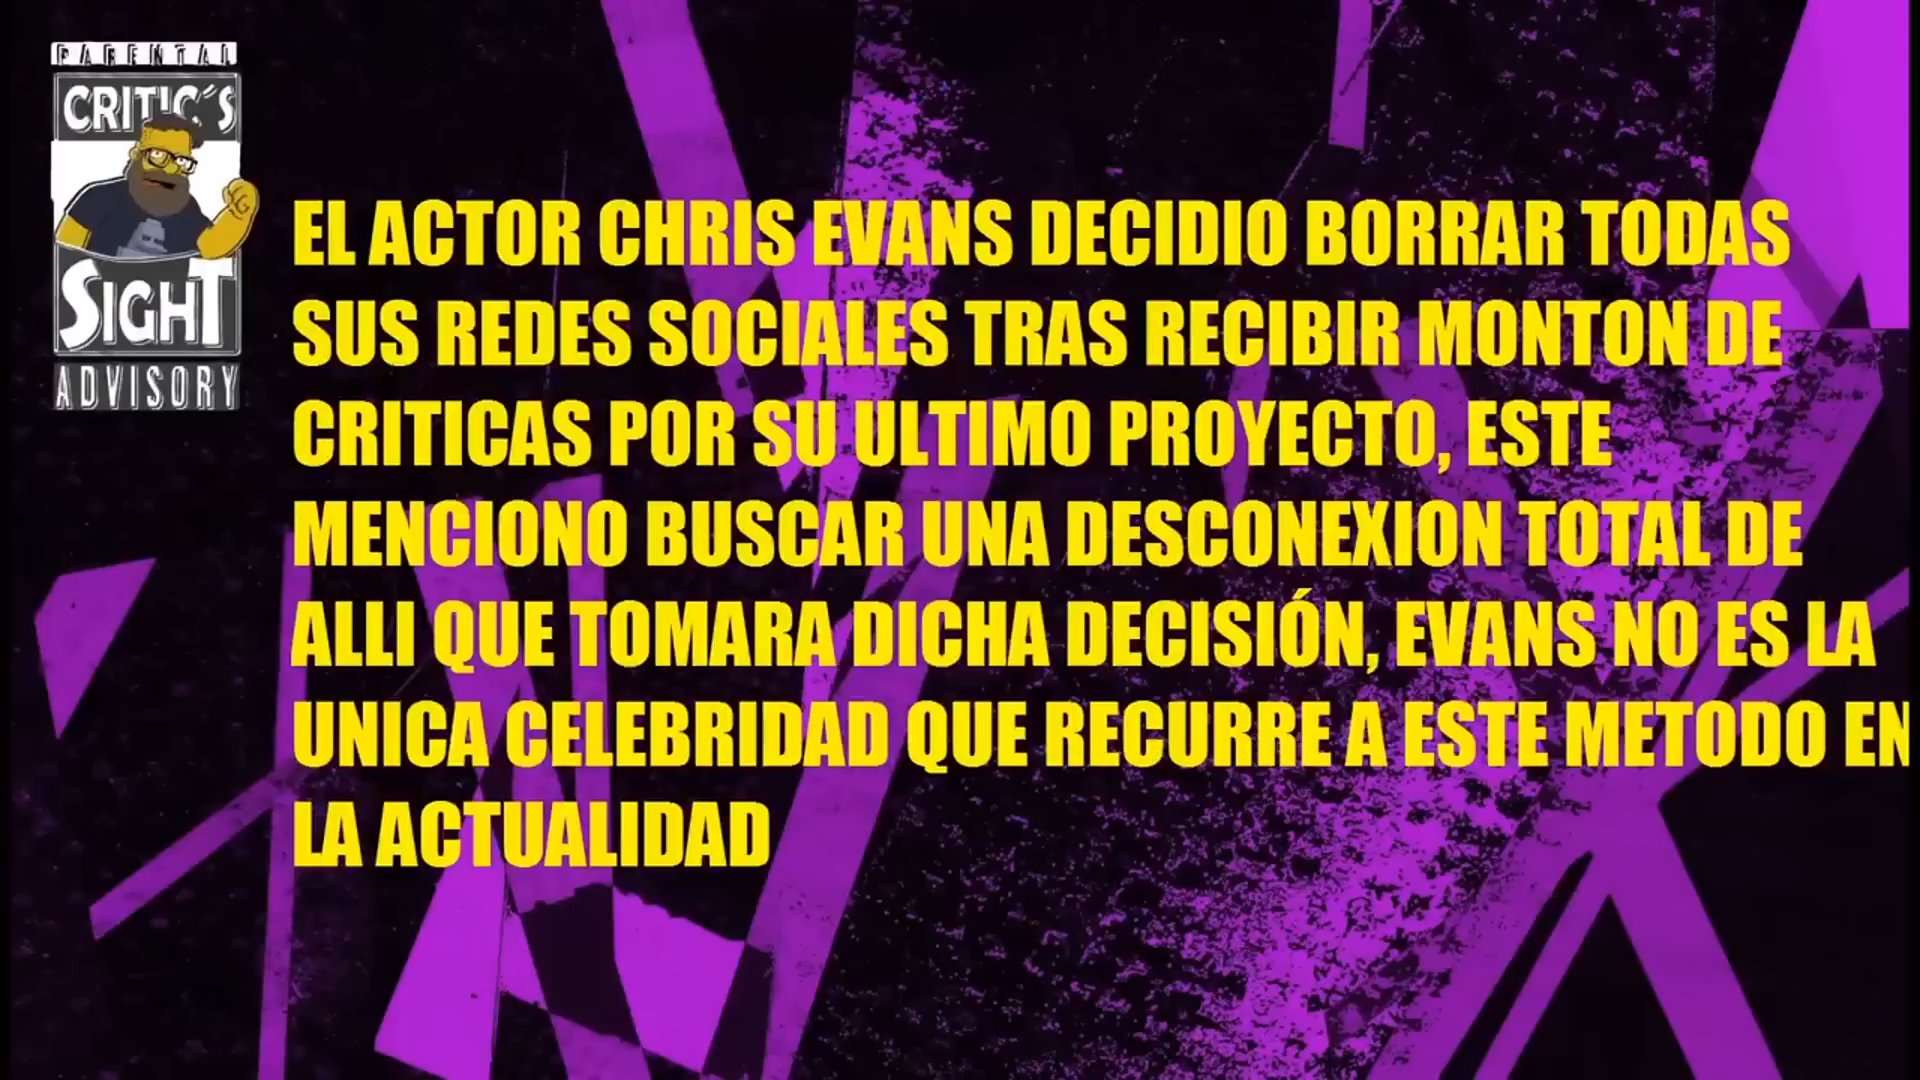 PARENTAL
CRITIC´S
SIGHT
ADVISORY
EL ACTOR CHRIS EVANS DECIDIO BORRAR TODAS
SUS REDES SOCIALES TRAS RECIBIR MONTON DE
CRITICAS POR SU ULTIMO PROYECTO, ESTE
MENCIONO BUSCAR UNA DESCONEXION TOTAL DE
ALLI QUE TOMARA DICHA DECISIÓN, EVANS NO ES LA
UNICA CELEBRIDAD QUE RECURRE A ESTE METODO EN
LA ACTUALIDAD